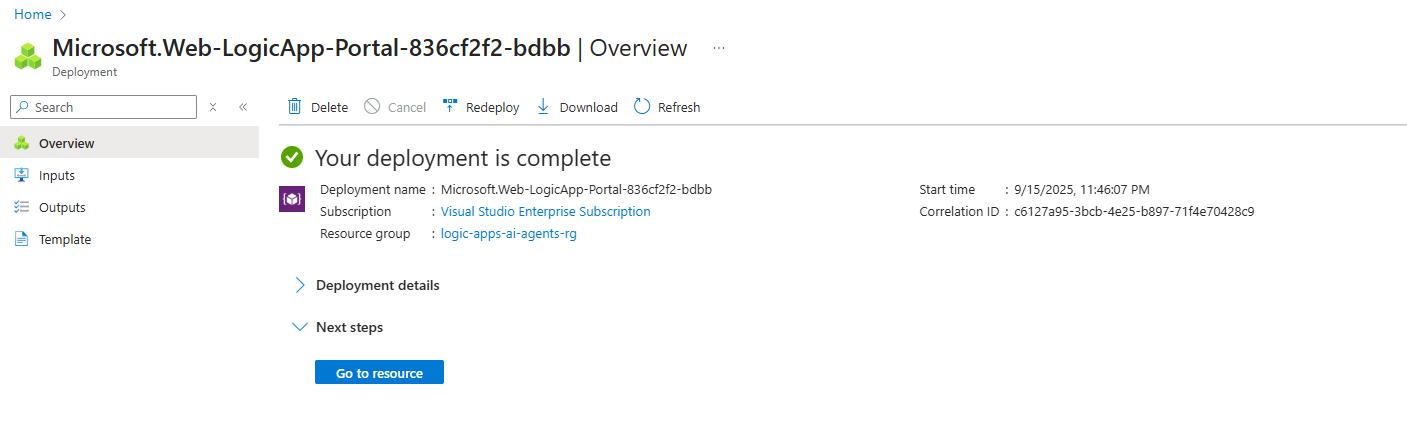 Home >
Microsoft.Web-LogicApp-Portal-836cf2f2-bdbb | Overview ...
Deployment
Search
Delete Cancel Redeploy Download Refresh
Overview
Inputs
Outputs
Template
Your deployment is complete
Deployment name : Microsoft.Web-LogicApp-Portal-836cf2f2-bdbb
Subscription : Visual Studio Enterprise Subscription
Resource group : logic-apps-ai-agents-rg
Start time : 9/15/2025, 11:46:07 PM
Correlation ID : c6127a95-3bcb-4e25-b897-71f4e70428c9
Deployment details
Next steps
Go to resource